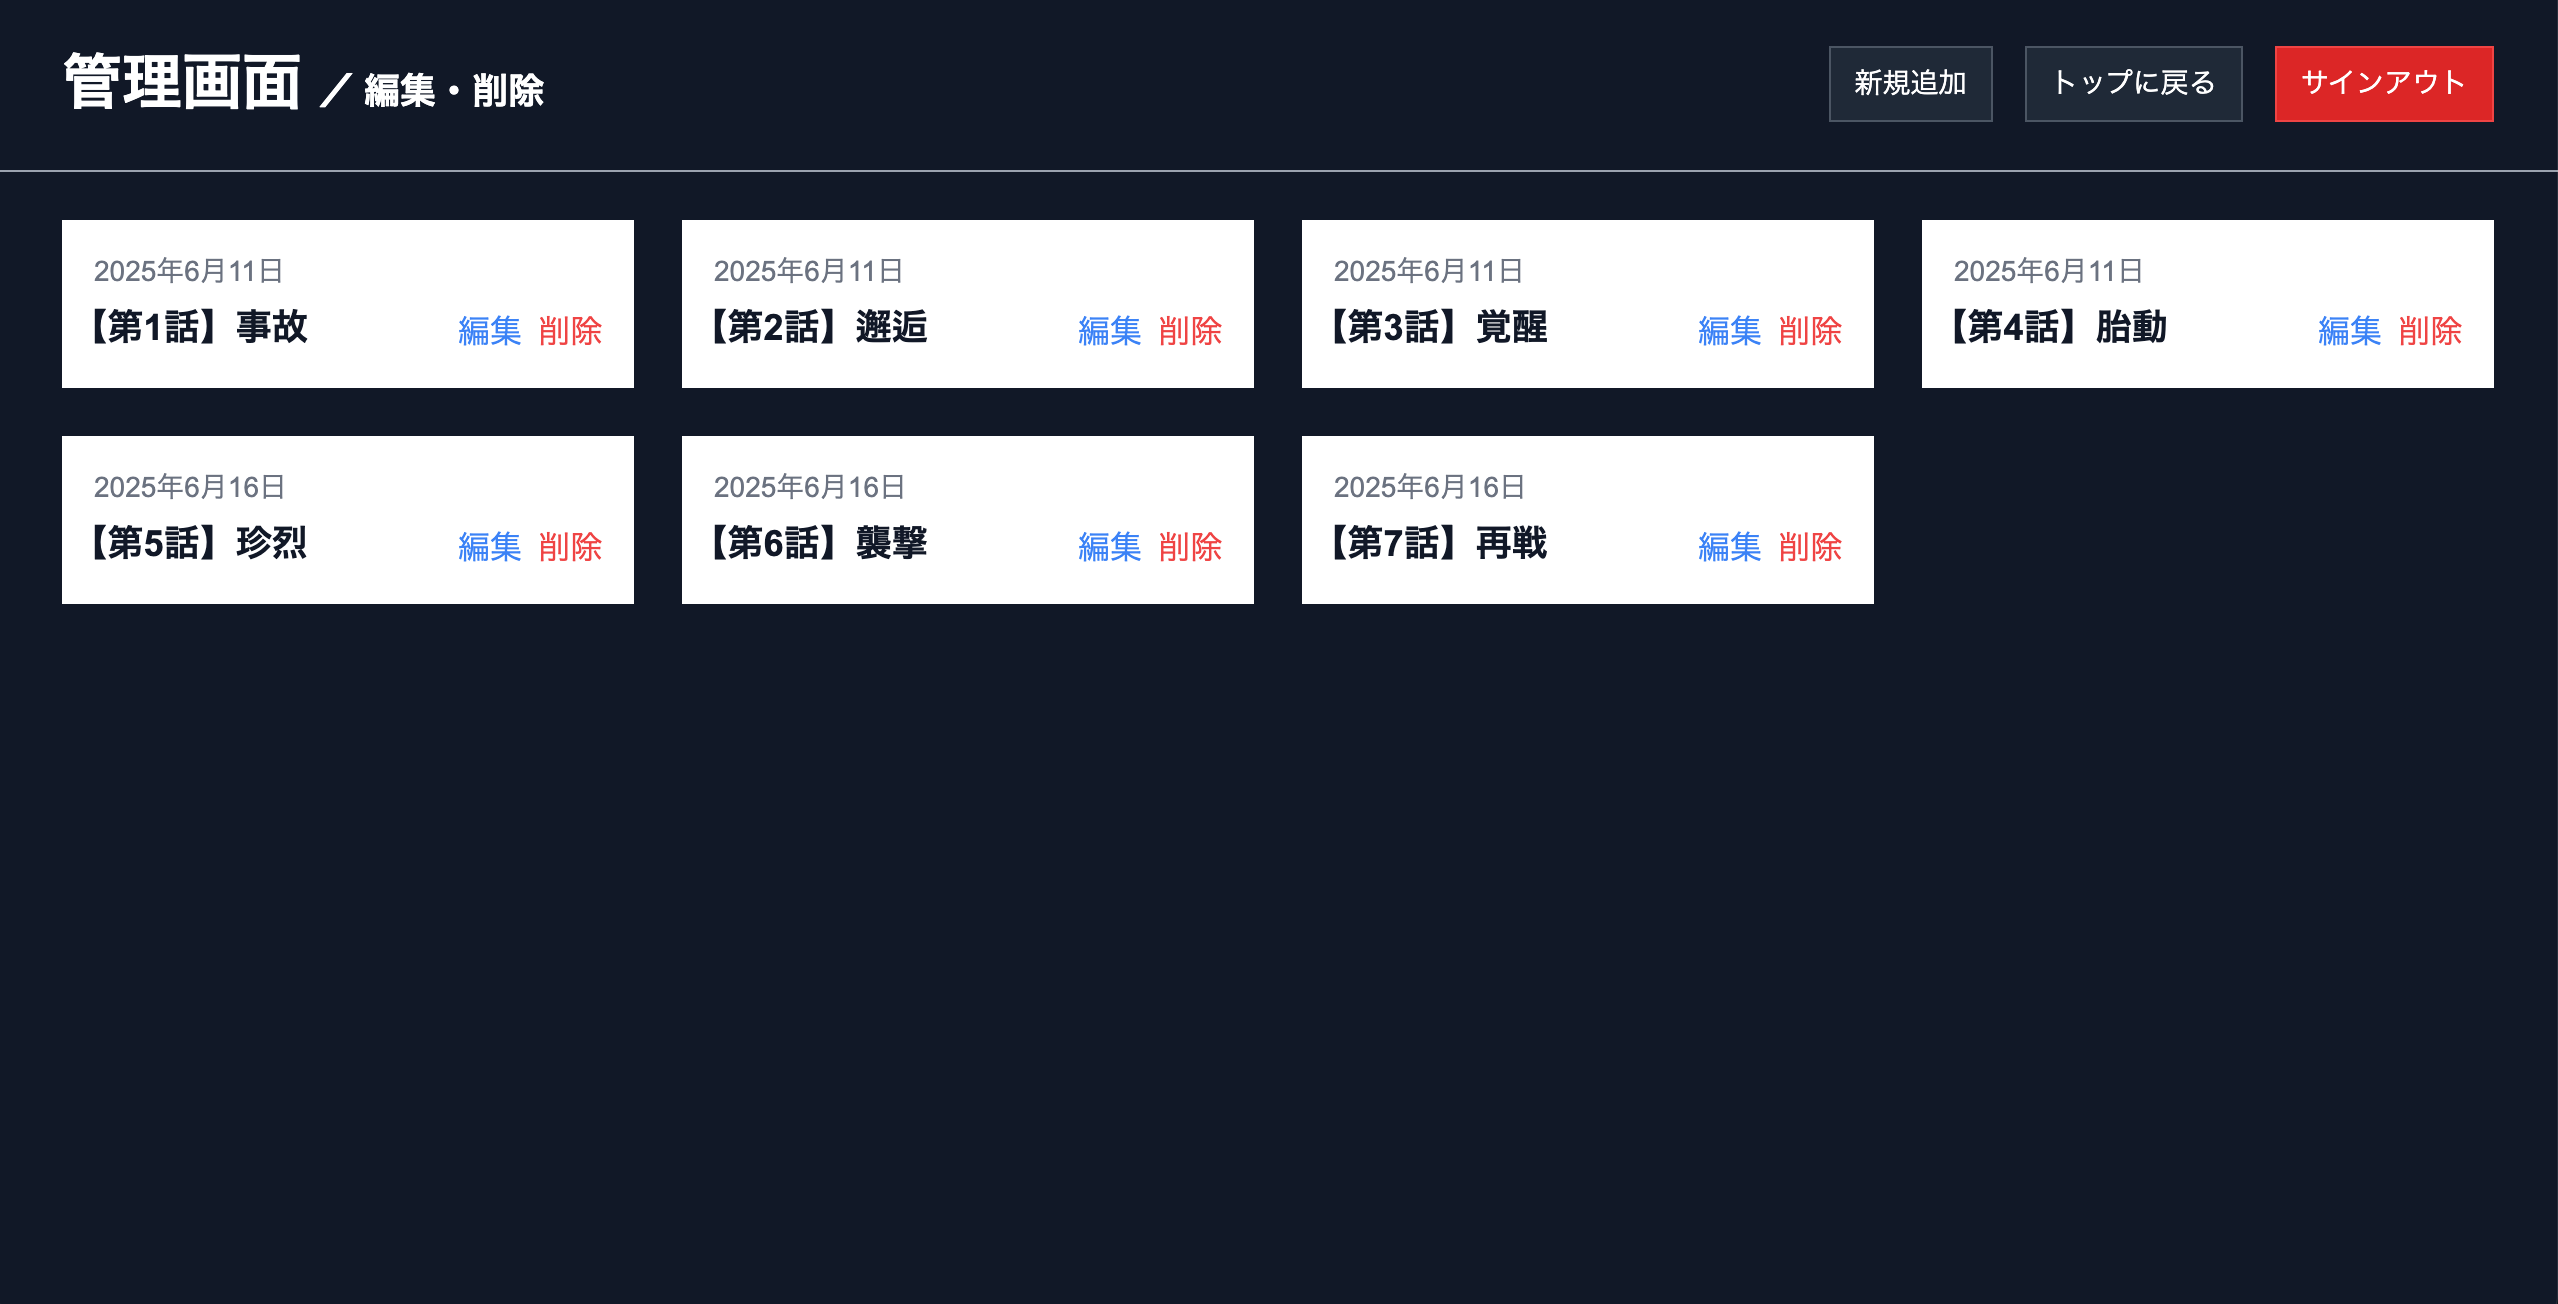 管理画面 / 編集・削除
新規追加
トップに戻る
サインアウト
2025年6月11日
【第1話】事故
編集 削除
2025年6月11日
【第2話】邂逅
編集 削除
2025年6月11日
【第3話】覚醒
編集 削除
2025年6月11日
【第4話】胎動
編集 削除
2025年6月16日
【第5話】珍烈
編集 削除
2025年6月16日
【第6話】襲撃
編集 削除
2025年6月16日
【第7話】再戦
編集 削除